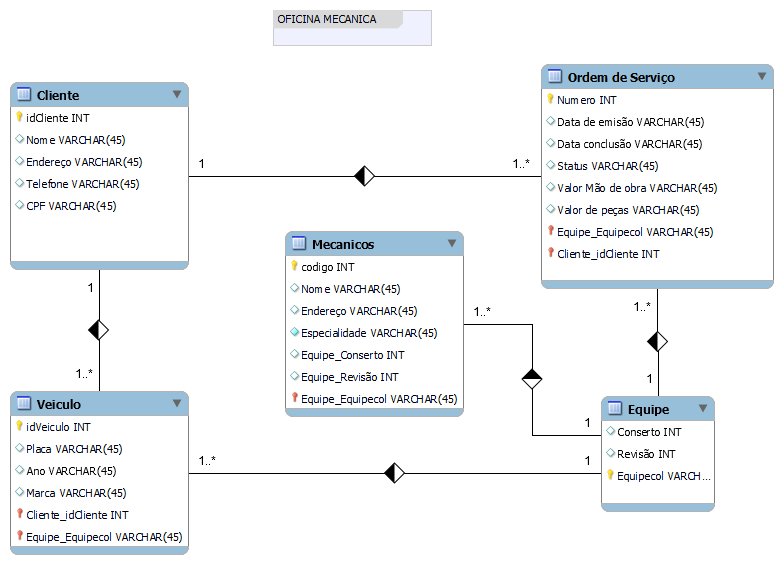 OFICINA MECANICA
Cliente
idCliente INT
Nome VARCHAR(45)
Endereço VARCHAR(45)
Telefone VARCHAR(45)
CPF VARCHAR(45)
1
1..*
Ordem de Serviço
Numero INT
Data de emisão VARCHAR(45)
Data conclusão VARCHAR(45)
Status VARCHAR(45)
Valor Mão de obra VARCHAR(45)
Valor de peças VARCHAR(45)
Equipe_Equipecol VARCHAR(45)
Cliente_idCliente INT
Mecanicos
codigo INT
Nome VARCHAR(45)
Endereço VARCHAR(45)
Especialidade VARCHAR(45)
Equipe_Conserto INT
Equipe_Revisão INT
Equipe_Equipecol VARCHAR(45)
1
1..*
1..*
1
1..*
1
Veiculo
idVeiculo INT
Placa VARCHAR(45)
Ano VARCHAR(45)
Marca VARCHAR(45)
Cliente_idCliente INT
Equipe_Equipecol VARCHAR(45)
1..*
1
Equipe
Conserto INT
Revisão INT
Equipecol VARCH...